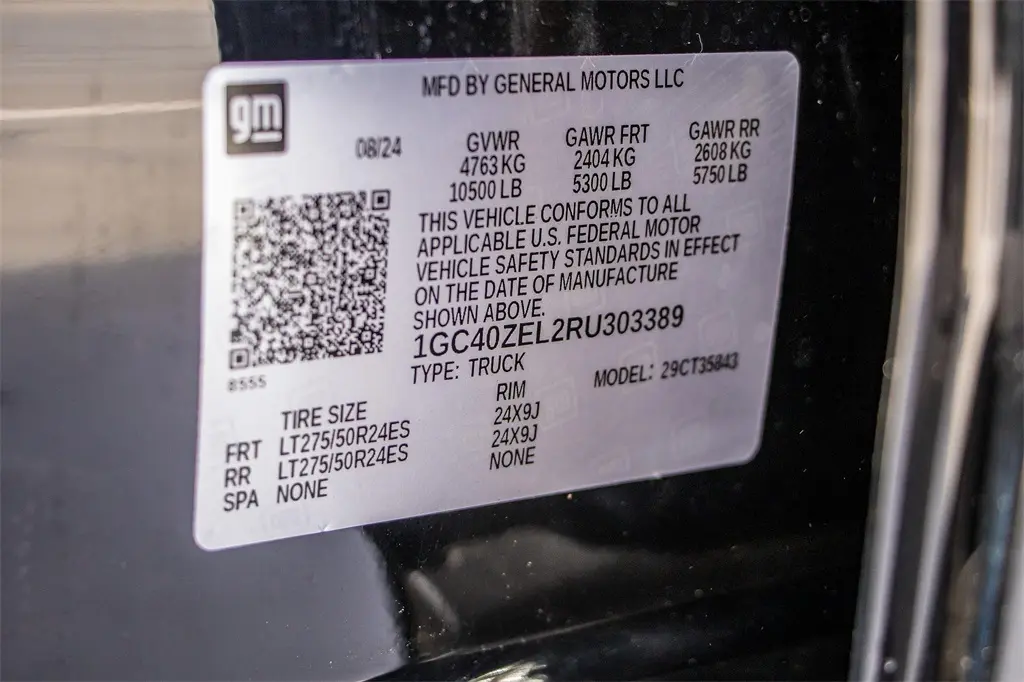 MFD BY GENERAL MOTORS LLC
gm
08/24
GVWR GAWR FRT GAWR RR
4763 KG 2404 KG 2608 KG
10500 LB 5300 LB 5750 LB
THIS VEHICLE CONFORMS TO ALL
APPLICABLE U.S. FEDERAL MOTOR
VEHICLE SAFETY STANDARDS IN EFFECT
ON THE DATE OF MANUFACTURE
SHOWN ABOVE.
1GC40ZEL2RU303389
8555
TYPE: TRUCK
MODEL: 29CT35843
TIRE SIZE RIM
FRT LT275/50R24ES 24X9J
RR LT275/50R24ES 24X9J
SPA NONE NONE